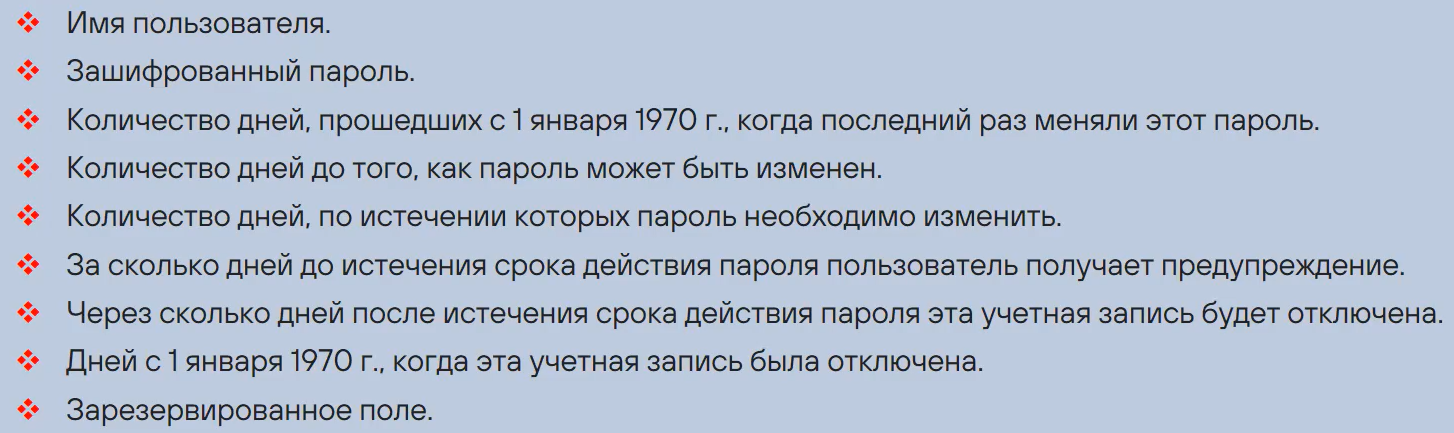 Имя пользователя.
Зашифрованный пароль.
Количество дней, прошедших с 1 января 1970 г., когда последний раз меняли этот пароль.
Количество дней до того, как пароль может быть изменен.
Количество дней, по истечении которых пароль необходимо изменить.
За сколько дней до истечения срока действия пароля пользователь получает предупреждение.
Через сколько дней после истечения срока действия пароля эта учетная запись будет отключена.
Дней с 1 января 1970 г., когда эта учетная запись была отключена.
Зарезервированное поле.